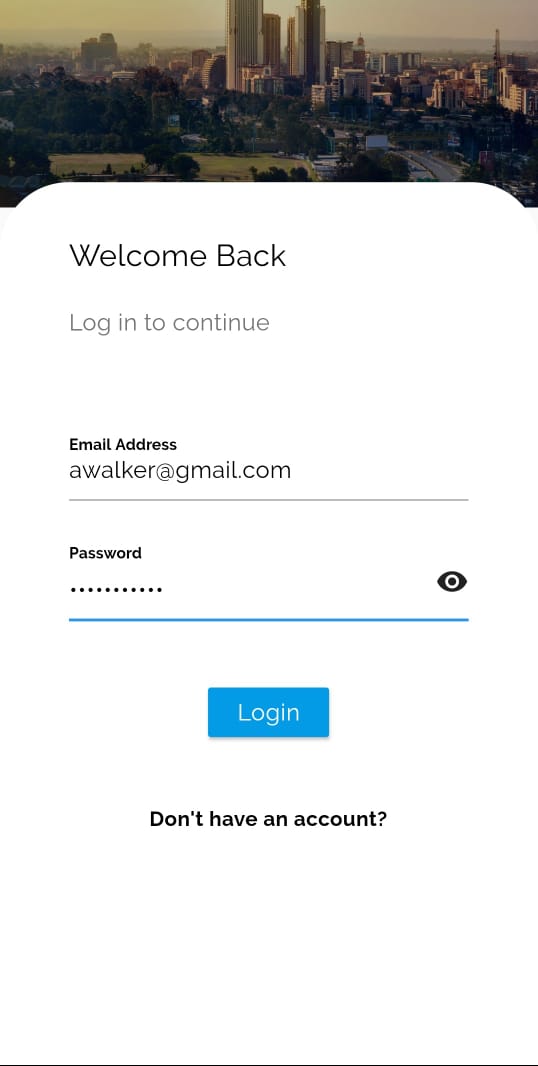 Welcome Back
Log in to continue
Email Address
awalker@gmail.com
Password
•••••••••••
Login
Don't have an account?